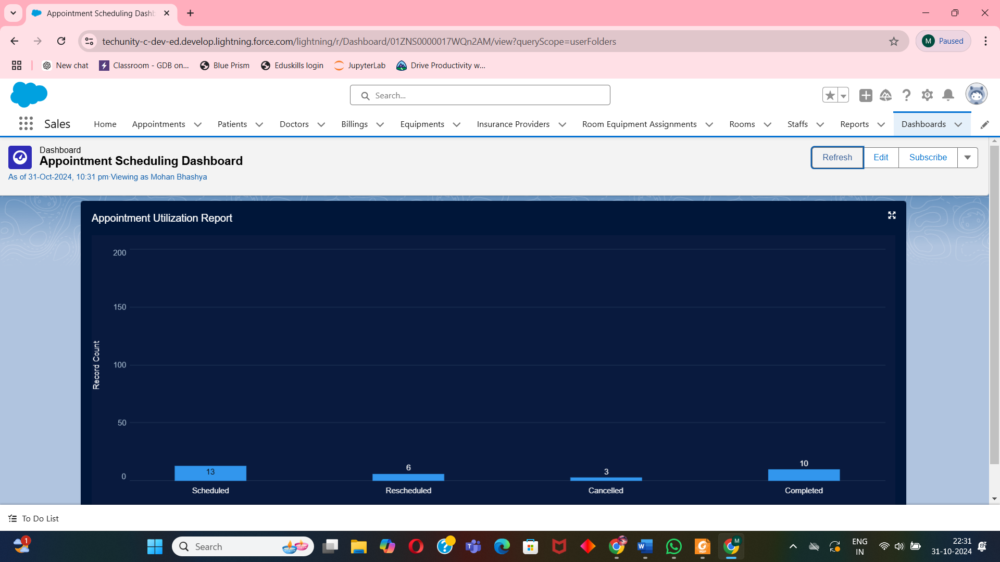 Appointment Scheduling Dashb
techunity-c-dev-ed.develop.lightning.force.com/lightning/r/Dashboard/01ZNS0000017WQn2AM/view?queryScope=userFolders
M Paused
New chat Classroom - GDB on... Blue Prism Eduskills login JupyterLab Drive Productivity w...
Search...
Sales Home Appointments Patients Doctors Billings Equipments Insurance Providers Room Equipment Assignments Rooms Staffs Reports Dashboards
Dashboard
Appointment Scheduling Dashboard
As of 31-Oct-2024, 10:31 pm·Viewing as Mohan Bhashya
Refresh Edit Subscribe
Appointment Utilization Report
200
150
100
50
0
Record Count
13 6 3 10
Scheduled Rescheduled Cancelled Completed
To Do List
1
Search
M
ENG
IN
22:31
31-10-2024